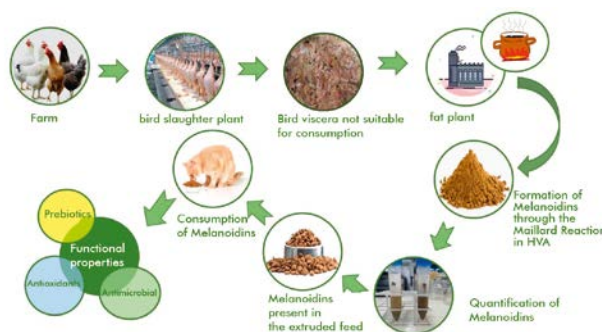 Farm
bird slaughter plant
Bird viscera not suitable
for consumption
fat plant
Formation of
Melanoidins
through the
Maillard Reaction
in HVA
Quantification of
Melanoidins
Melanoidins
present in
the extruded feed
Consumption
of Melanoidins
Prebiotics
Functional
properties
Antioxidants
Antimicrobial